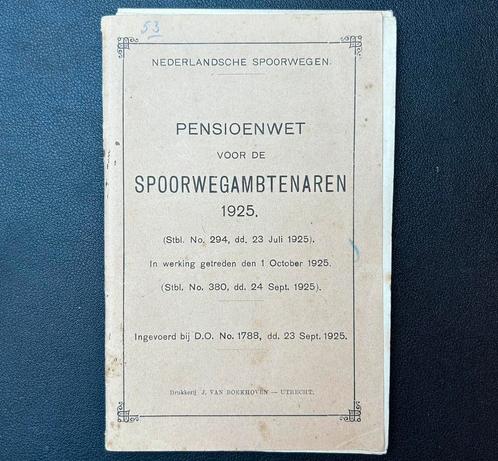 53
NEDERLANDSCHE SPOORWEGEN.
PENSIOENWET
VOOR DE
SPOORWEGAMBTENAREN
1925.
(Stbl. No. 294, dd. 23 Juli 1925).
In werking getreden den 1 October 1925.
(Stbl. No. 380, dd. 24 Sept. 1925).
Ingevoerd bij D.O. No. 1788, dd. 23 Sept. 1925.
Drukkerij J. VAN BOEKHOVEN — UTRECHT.